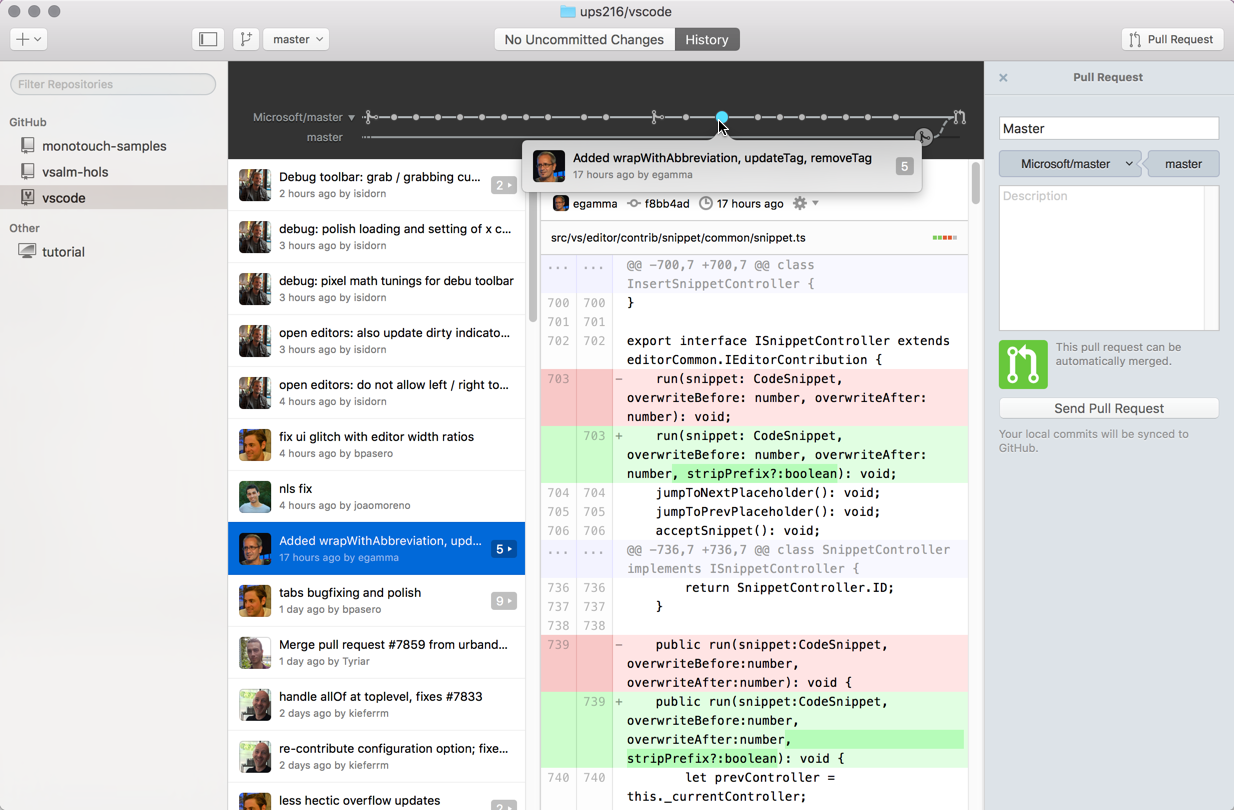 ups216/vscode
master
No Uncommitted Changes
History
Pull Request
Filter Repositories
GitHub
monotouch-samples
vsalm-hols
vscode
Other
tutorial
Microsoft/master
master
Added wrapWithAbbreviation, updateTag, removeTag
17 hours ago by egamma
5
Debug toolbar: grab / grabbing cu...
2 hours ago by isidorn
2
debug: polish loading and setting of x c...
3 hours ago by isidorn
debug: pixel math tunings for debu toolbar
3 hours ago by isidorn
open editors: also update dirty indicato...
3 hours ago by isidorn
open editors: do not allow left / right to...
4 hours ago by isidorn
fix ui glitch with editor width ratios
4 hours ago by bpasero
nls fix
4 hours ago by joaomoreno
Added wrapWithAbbreviation, upd...
17 hours ago by egamma
5
tabs bugfixing and polish
1 day ago by bpasero
9
Merge pull request #7859 from urband...
1 day ago by Tyriar
handle allOf at toplevel, fixes #7833
2 days ago by kieferrm
re-contribute configuration option; fixe...
2 days ago by kieferrm
less hectic overflow updates
2
egamma f8bb4ad 17 hours ago
src/vs/editor/contrib/snippet/common/snippet.ts
... ... @@ -700,7 +700,7 @@ class
InsertSnippetController {
700 700 }
701 701
702 702 export interface ISnippetController extends
editorCommon.IEditorContribution {
703 - run(snippet: CodeSnippet,
overwriteBefore: number, overwriteAfter:
number): void;
703 + run(snippet: CodeSnippet,
overwriteBefore: number, overwriteAfter:
number, stripPrefix?:boolean): void;
704 704 jumpToNextPlaceholder(): void;
705 705 jumpToPrevPlaceholder(): void;
706 706 acceptSnippet(): void;
... ... @@ -736,7 +736,7 @@ class SnippetController
implements ISnippetController {
736 736 return SnippetController.ID;
737 737 }
738 738
739 - public run(snippet:CodeSnippet,
overwriteBefore:number,
overwriteAfter:number): void {
739 + public run(snippet:CodeSnippet,
overwriteBefore:number,
overwriteAfter:number,
stripPrefix?:boolean): void {
740 740 let prevController =
this._currentController;
Pull Request
Master
Microsoft/master
master
Description
This pull request can be
automatically merged.
Send Pull Request
Your local commits will be synced to
GitHub.